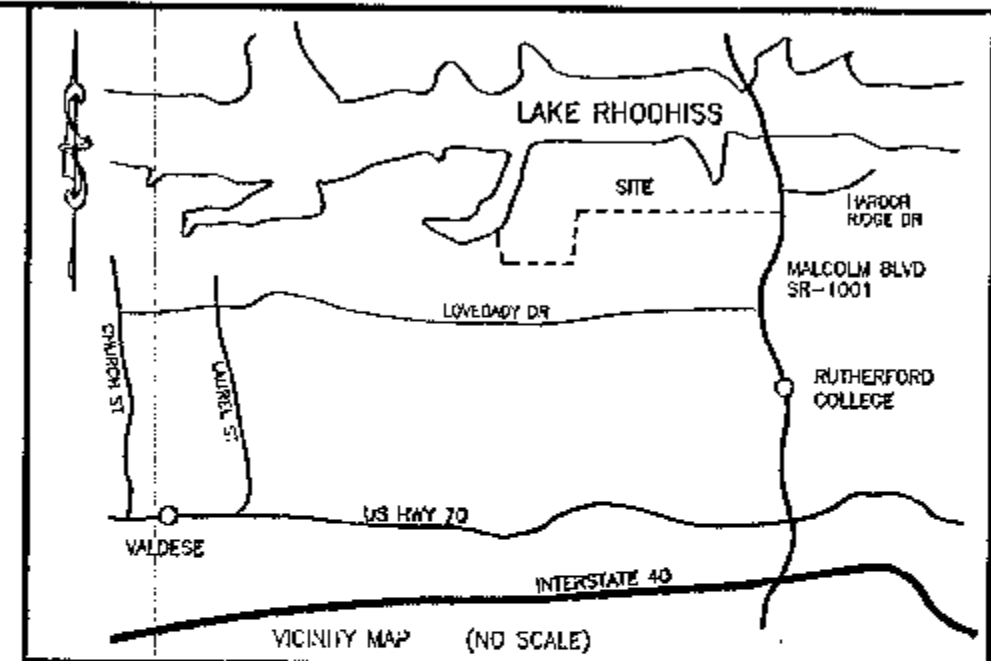 LAKE RHODHISS
SITE
HARBOR
RIDGE DR
MALCOLM BLVD
SR-1001
LOVELADY DR
CHURCH ST
LAUREL ST
RUTHERFORD
COLLEGE
US HWY 70
VALDESE
INTERSTATE 40
VICINITY MAP (NO SCALE)